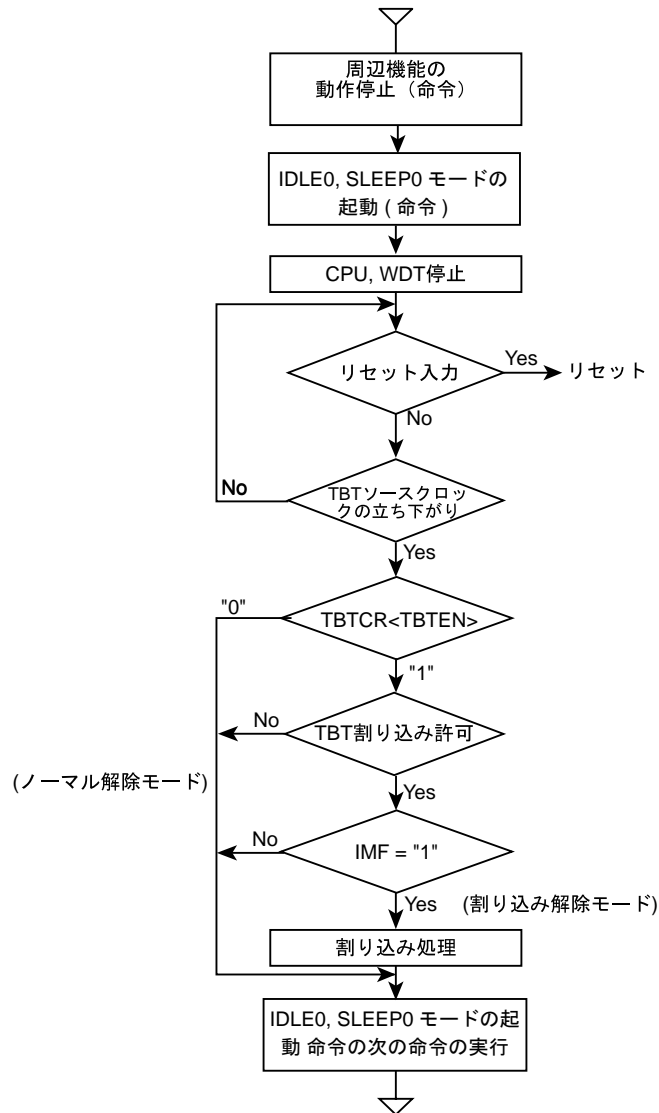 周辺機能の
動作停止（命令）
IDLE0, SLEEP0 モードの
起動 ( 命令 )
CPU, WDT停止
リセット入力
Yes
リセット
No
No
TBTソースクロッ
クの立ち下がり
Yes
"0"
TBTCR<TBTEN>
"1"
No
TBT割り込み許可
(ノーマル解除モード)
Yes
No
IMF = "1"
Yes
(割り込み解除モード)
割り込み処理
IDLE0, SLEEP0 モードの起
動 命令の次の命令の実行